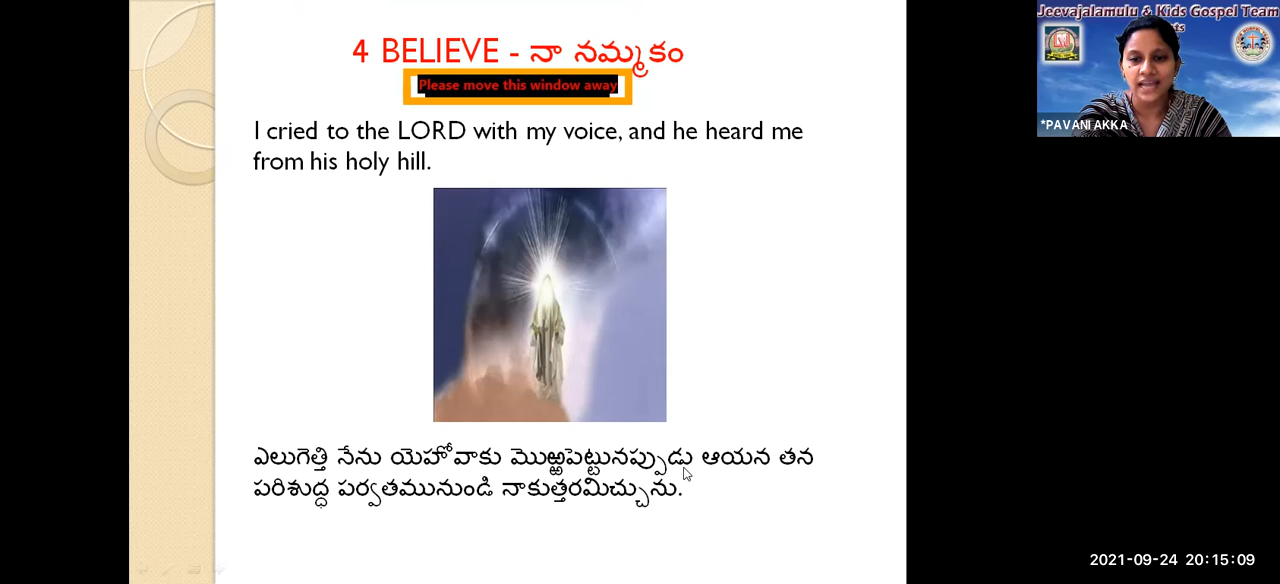 4 BELIEVE - నా నమ్మకం
Please move this window away
I cried to the LORD with my voice, and he heard me
from his holy hill.
ఎలుగెత్తి నేను యెహోవాకు మొఱ్ఱపెట్టునప్పుడు ఆయన తన
పరిశుద్ధ పర్వతమునుండి నాకుత్తరమిచ్చును.
Jeevajalamulu & Kids Gospel Team
*PAVANI AKKA
2021-09-24 20:15:09